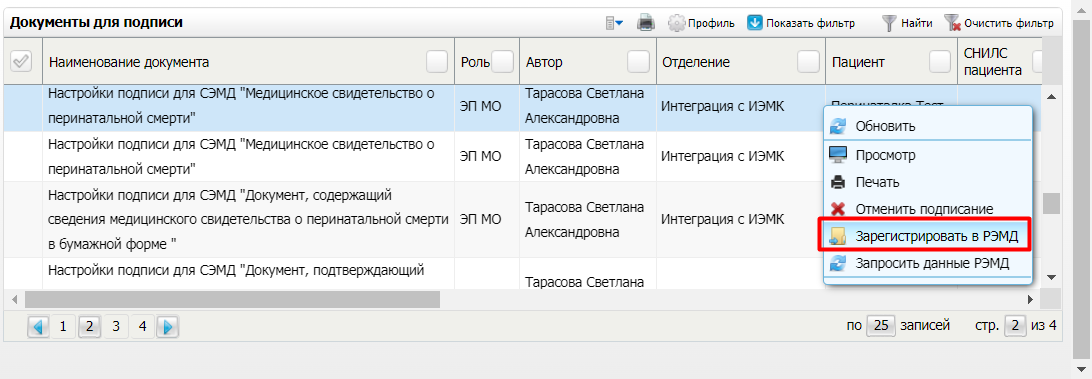 Документы для подписи
Профиль
Показать фильтр
Найти
Очистить фильтр
Наименование документа
Роль
Автор
Отделение
Пациент
СНИЛС
пациента
Настройки подписи для СЭМД "Медицинское свидетельство о
перинатальной смерти"
ЭП МО
Тарасова Светлана
Александровна
Интеграция с ИЭМК
Настройки подписи для СЭМД "Медицинское свидетельство о
перинатальной смерти"
ЭП МО
Тарасова Светлана
Александровна
Интеграция с ИЭМК
Настройки подписи для СЭМД "Документ, содержащий
сведения медицинского свидетельства о перинатальной смерти
в бумажной форме "
ЭП МО
Тарасова Светлана
Александровна
Интеграция с ИЭМК
Настройки подписи для СЭМД "Документ, подтверждающий
Тарасова Светлана
Обновить
Просмотр
Печать
Отменить подписание
Зарегистрировать в РЭМД
Запросить данные РЭМД
1 2 3 4
по 25 записей стр. 2 из 4